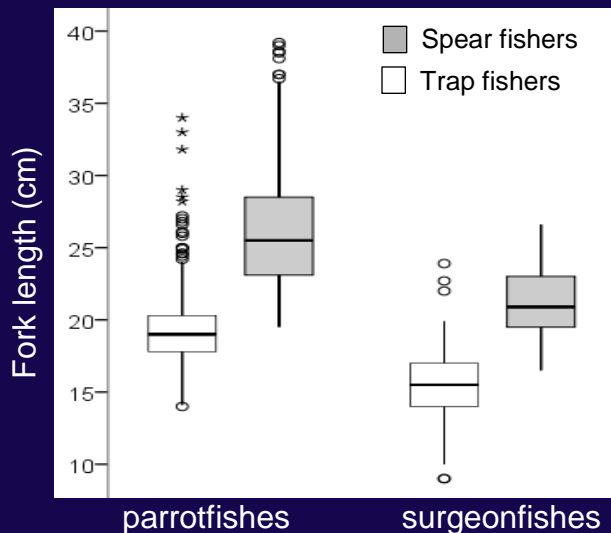 Spear fishers
Trap fishers
Fork length (cm)
40
35
30
25
20
15
10
parrotfishes
surgeonfishes